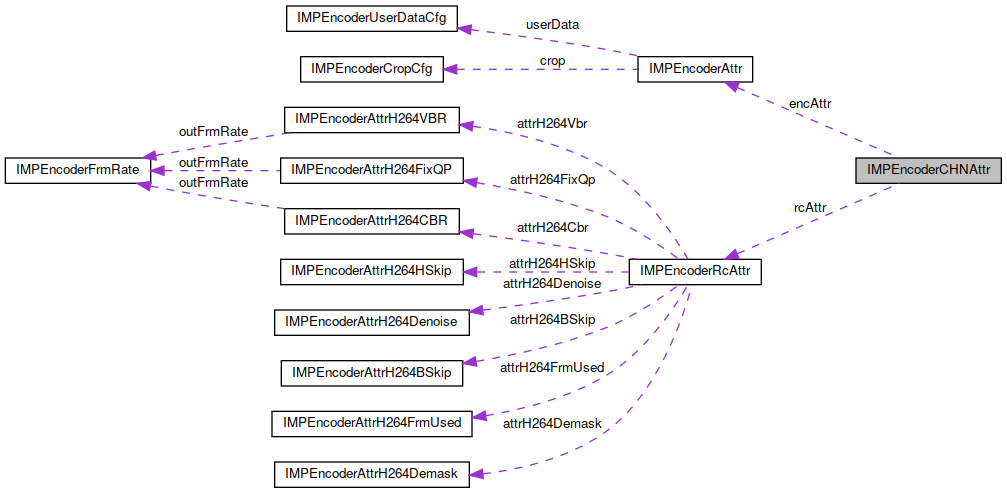 IMPEncoderUserDataCfg
userData
IMPEncoderCropCfg
crop
IMPEncoderAttr
encAttr
IMPEncoderAttrH264VBR
attrH264Vbr
outFrmRate
IMPEncoderFrmRate
outFrmRate
IMPEncoderAttrH264FixQP
attrH264FixQp
IMPEncoderCHNAttr
outFrmRate
rcAttr
IMPEncoderAttrH264CBR
attrH264Cbr
IMPEncoderAttrH264HSkip
attrH264HSkip
IMPEncoderRcAttr
attrH264Denoise
IMPEncoderAttrH264Denoise
attrH264BSkip
IMPEncoderAttrH264BSkip
attrH264FrmUsed
IMPEncoderAttrH264FrmUsed
attrH264Demask
IMPEncoderAttrH264Demask